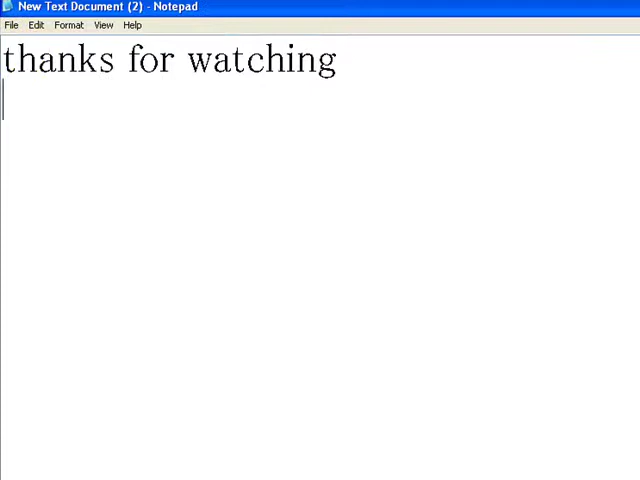 New Text Document (2) - Notepad
File Edit Format View Help
thanks for watching